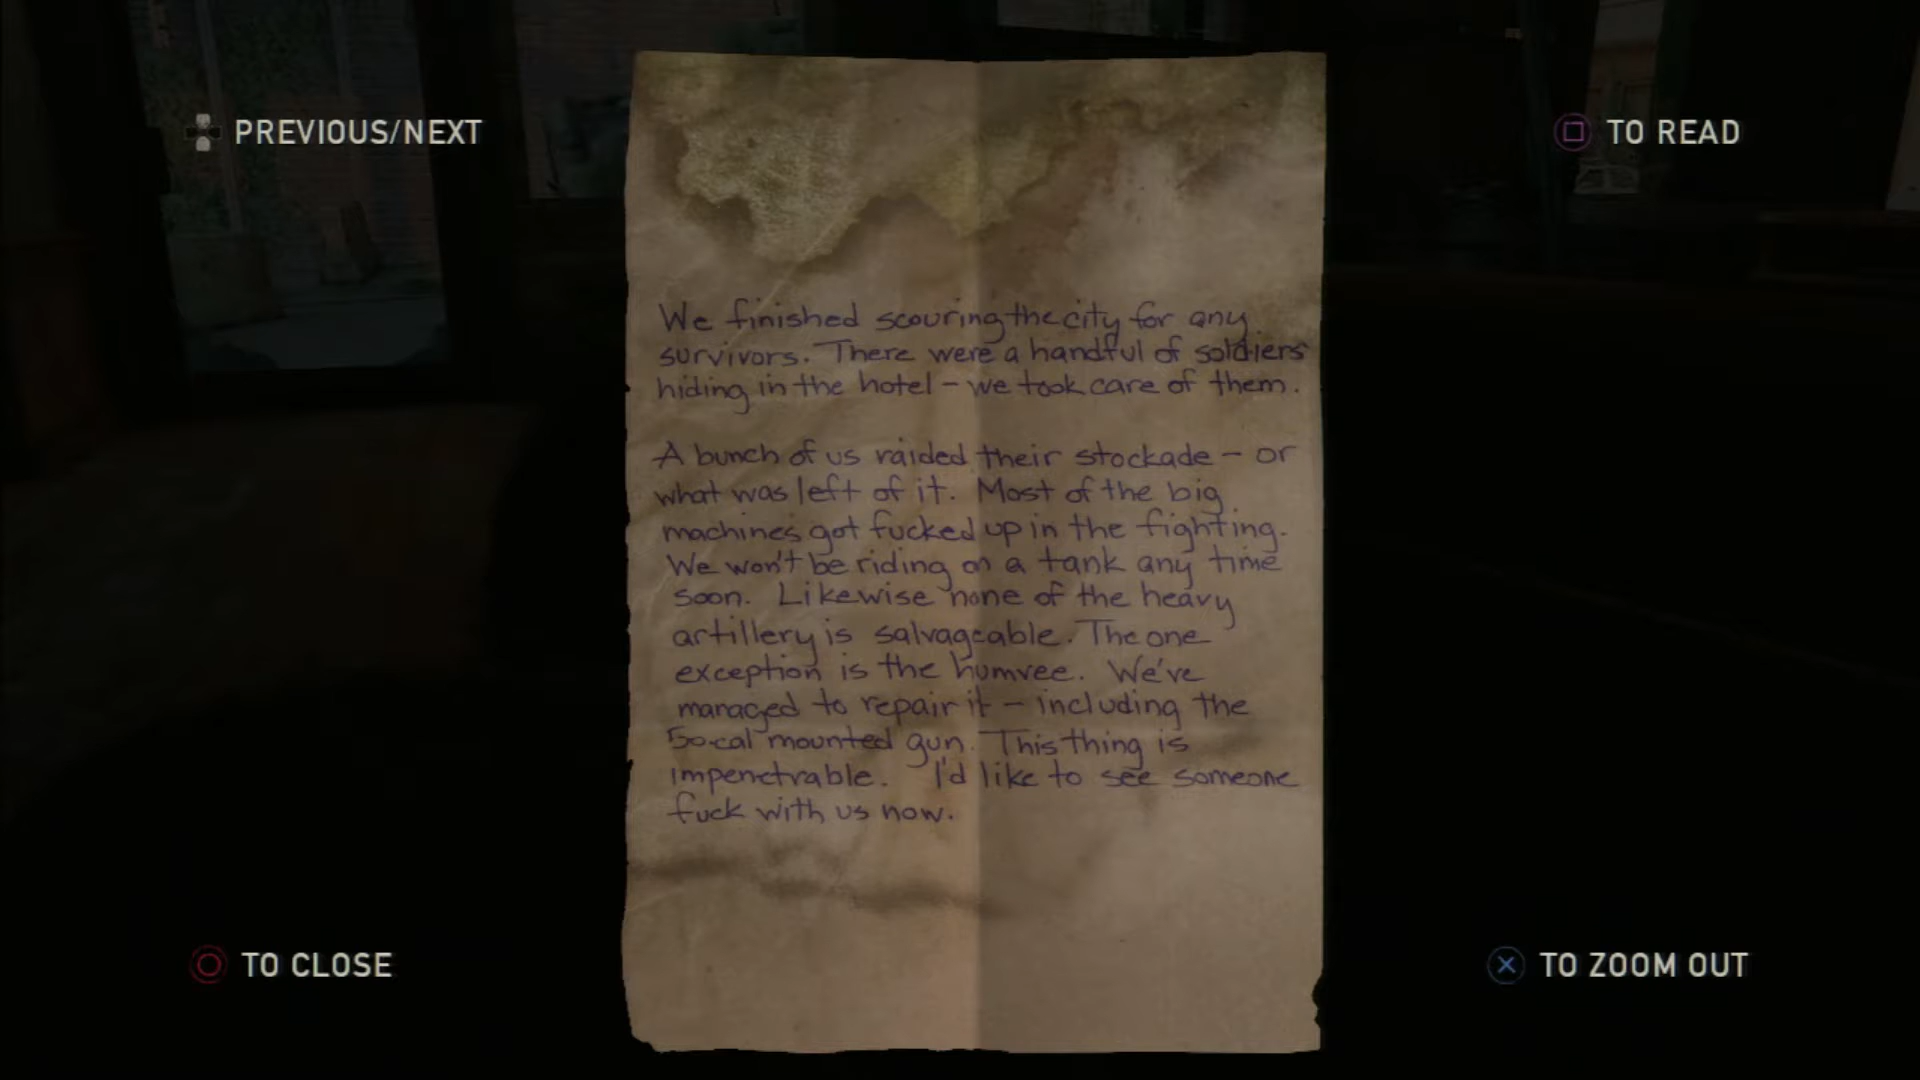 PREVIOUS/NEXT
TO READ
We finished scouring the city for any
survivors. There were a handful of soldiers
hiding in the hotel - we took care of them.
A bunch of us raided their stockade - or
what was left of it. Most of the big
machines got fucked up in the fighting.
We won't be riding on a tank any time
soon. Likewise none of the heavy
artillery is salvageable. The one
exception is the humvee. We've
managed to repair it - including the
50-cal mounted gun. This thing is
impenetrable. I'd like to see someone
fuck with us now.
TO CLOSE
TO ZOOM OUT